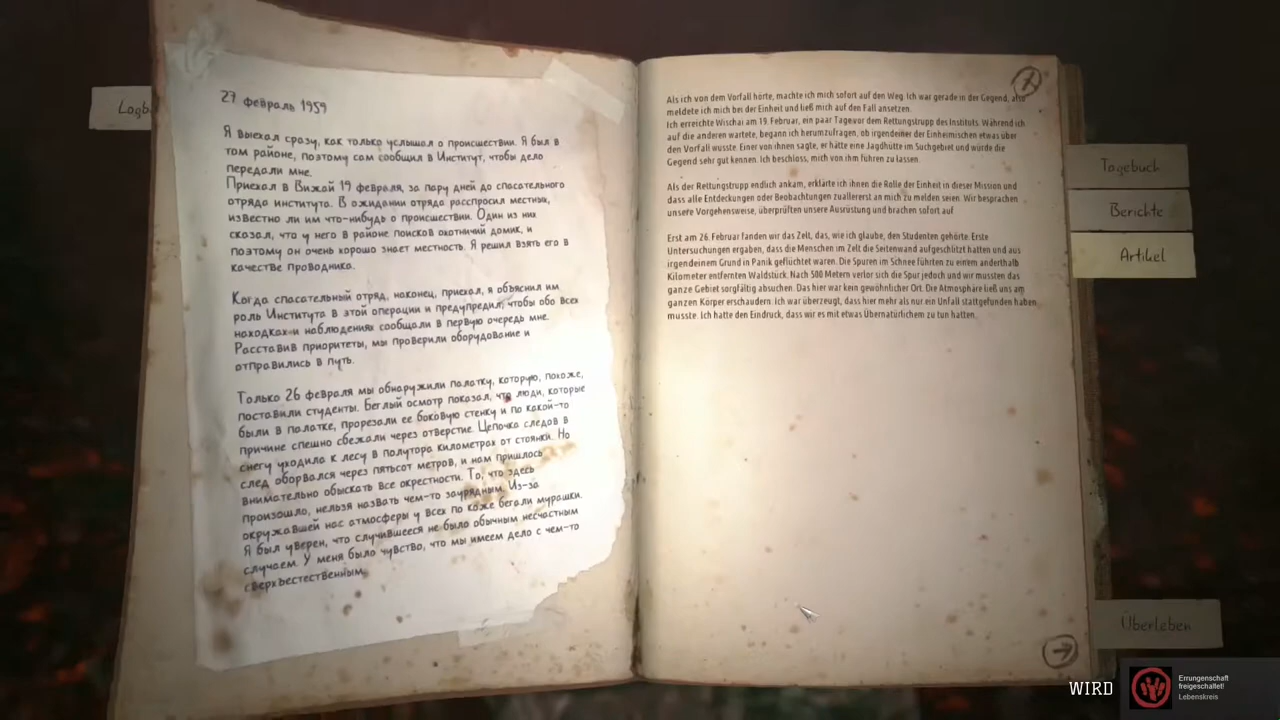 Logb
27 февраль 1959
Я выехал сразу, как только услышал о происшествии. Я был в
том районе, поэтому сам сообщил в Институт, чтобы дело
передали мне.
Приехал в Вижай 19 февраля, за пару дней до спасательного
отряда института. В ожидании отряда расспросил местных,
известно ли им что-нибудь о происшествии. Один из них
сказал, что у него в районе поисков охотничий домик, и
поэтому он очень хорошо знает местность. Я решил взять его в
качестве проводника.
Когда спасательный отряд, наконец, приехал, я объяснил им
роль Института в этой операции и предупредил, чтобы обо всех
находках и наблюдениях сообщали в первую очередь мне.
Расставив приоритеты, мы проверили оборудование и
отправились в путь.
Только 26 февраля мы обнаружили палатку, которую, похоже,
поставили студенты. Беглый осмотр показал, что люди, которые
были в палатке, прорезали ее боковую стенку и по какой-то
причине спешно сбежали через отверстие. Цепочка следов в
снегу уходила к лесу в полутора километрах от стоянки. Но
след оборвался через пятьсот метров, и нам пришлось
внимательно обыскать все окрестности. То, что здесь
произошло, нельзя назвать чем-то заурядным. Из-за
окружавшей нас атмосферы у всех по коже бегали мурашки.
Я был уверен, что случившееся не было обычным несчастным
случаем. У меня было чувство, что мы имеем дело с чем-то
сверхъестественным.
Als ich von dem Vorfall hörte, machte ich mich sofort auf den Weg. Ich war gerade in der Gegend, also
meldete ich mich bei der Einheit und ließ mich auf den Fall ansetzen.
Ich erreichte Wischai am 19. Februar, ein paar Tage vor dem Rettungstrupp des Instituts. Während ich
auf die anderen wartete, begann ich herumzufragen, ob irgendeiner der Einheimischen etwas über
den Vorfall wusste. Einer von ihnen sagte, er hätte eine Jagdhütte im Suchgebiet und würde die
Gegend sehr gut kennen. Ich beschloss, mich von ihm führen zu lassen.
Als der Rettungstrupp endlich ankam, erklärte ich ihnen die Rolle der Einheit in dieser Mission und
dass alle Entdeckungen oder Beobachtungen zuallererst an mich zu melden seien. Wir besprachen
unsere Vorgehensweise, überprüften unsere Ausrüstung und brachen sofort auf
Erst am 26. Februar fanden wir das Zelt, das, wie ich glaube, den Studenten gehörte. Erste
Untersuchungen ergaben, dass die Menschen im Zelt die Seitenwand aufgeschlitzt hatten und aus
irgendeinem Grund in Panik geflüchtet waren. Die Spuren im Schnee führten zu einem anderthalb
Kilometer entfernten Waldstück. Nach 500 Metern verlor sich die Spur jedoch und wir mussten das
ganze Gebiet sorgfältig absuchen. Das hier war kein gewöhnlicher Ort. Die Atmosphäre ließ uns am
ganzen Körper erschaudern. Ich war überzeugt, dass hier mehr als nur ein Unfall stattgefunden haben
musste. Ich hatte den Eindruck, dass wir es mit etwas Übernatürlichem zu tun hatten.
Tagebuch
Berichte
Artikel
Überleben
WIRD
Errungenschaft
freigeschaltet!
Lebenskreis